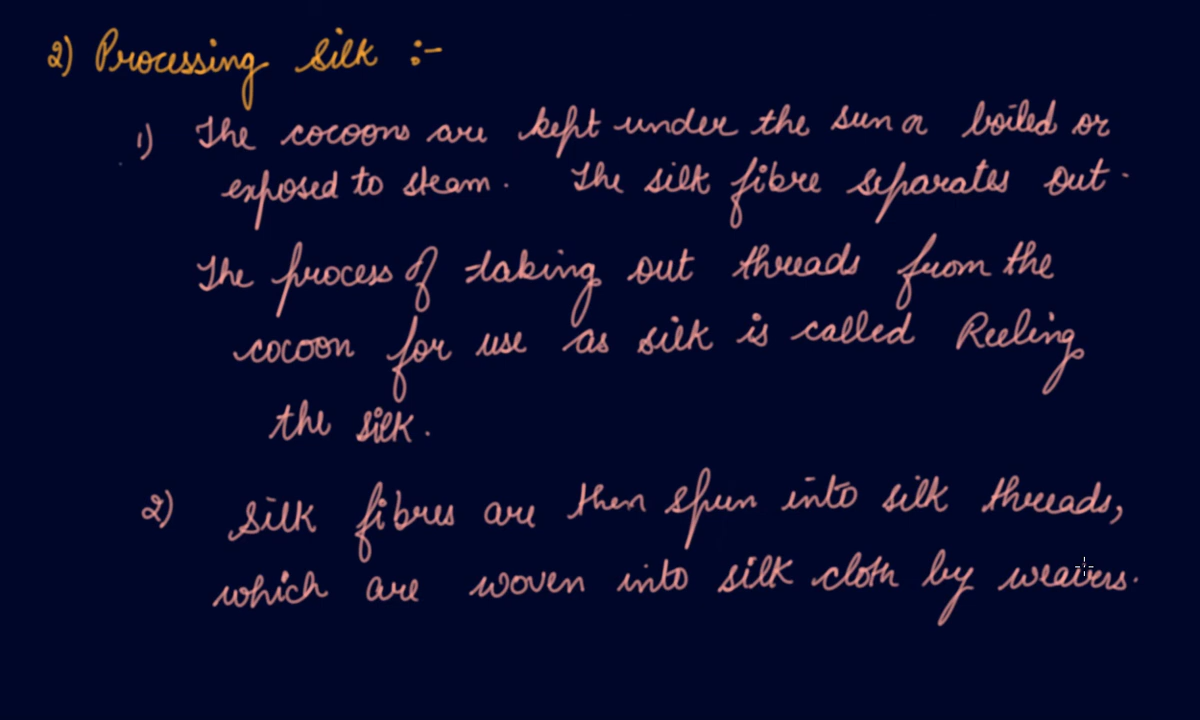 2) Processing Silk :-
1) The cocoons are kept under the sun or boiled or
exposed to steam. The silk fibre separates out.
The process of taking out threads from the
cocoon for use as silk is called Reeling
the silk.
2) Silk fibres are then spun into silk threads,
which are woven into silk cloth by weavers.